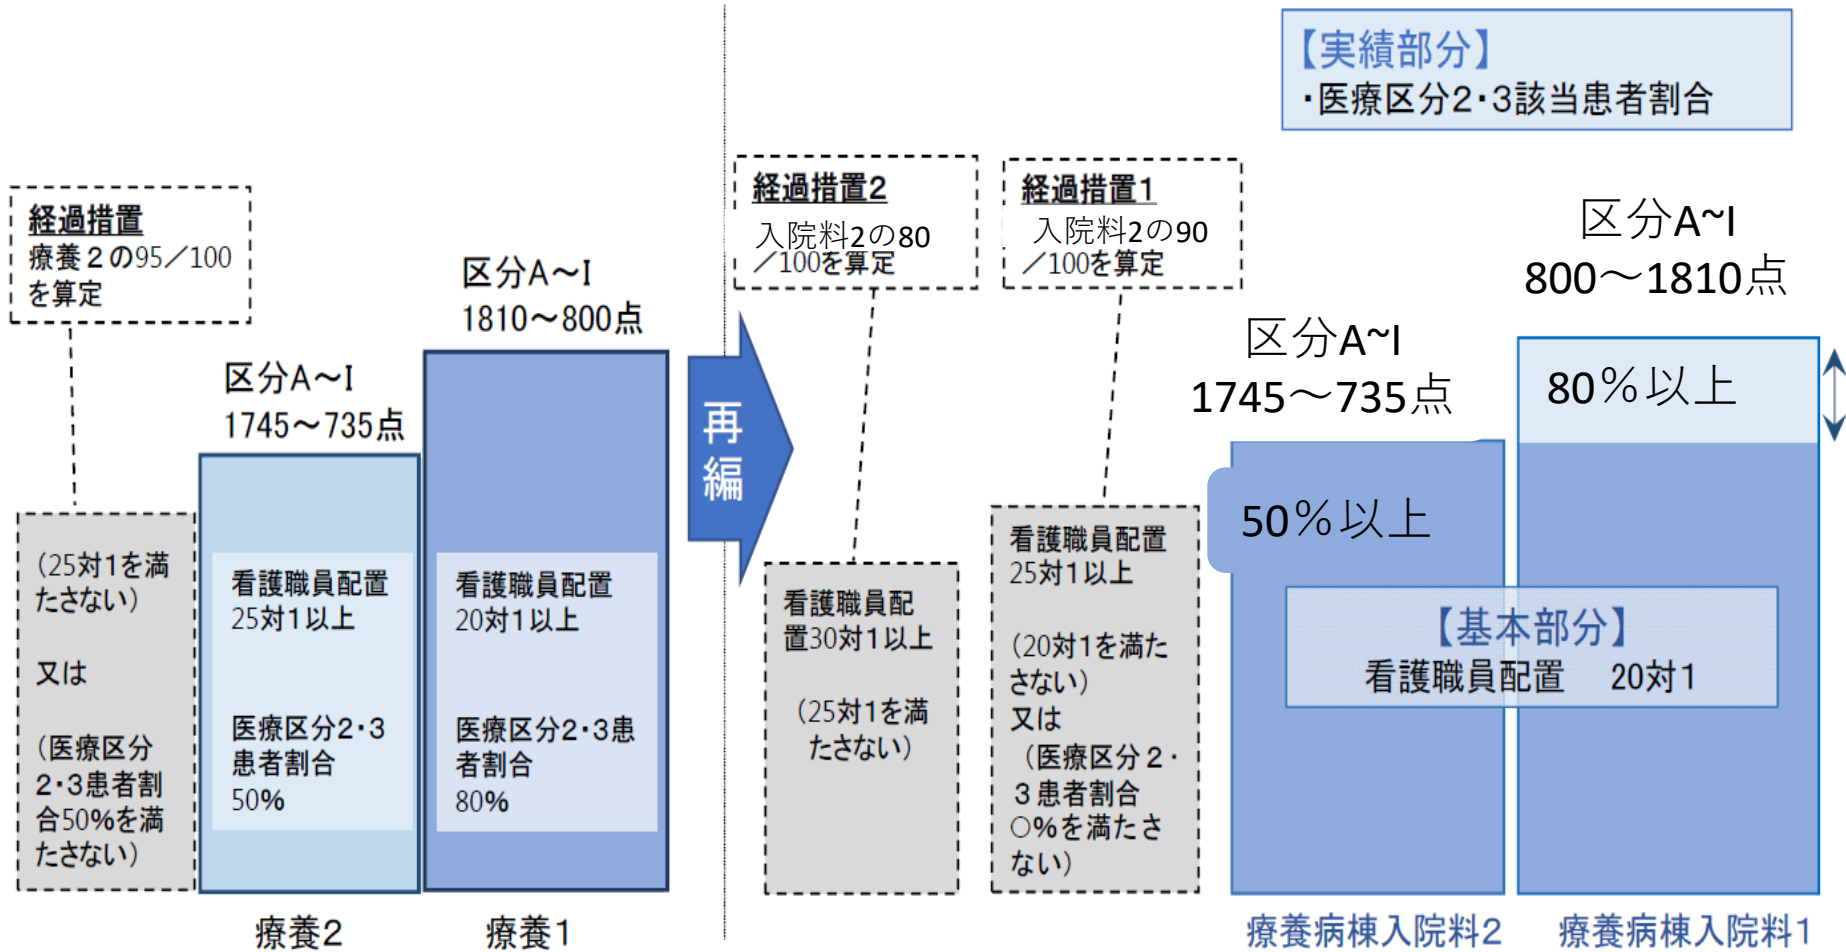 経過措置
療養２の95／100
を算定
区分A～I
1745～735点
区分A～I
1810～800点
（25対1を満
たさない）
又は
（医療区分
2・3患者割
合50%を満
たさない）
看護職員配置
25対1以上
医療区分2・3
患者割合
50%
看護職員配置
20対1以上
医療区分2・3患
者割合
80%
療養2
療養1
再
編
【実績部分】
・医療区分2・3該当患者割合
経過措置2
入院料2の80
／100を算定
経過措置1
入院料2の90
／100を算定
区分A~I
1745～735点
区分A~I
800～1810点
看護職員配
置30対1以上
（25対1を満
たさない）
看護職員配置
25対1以上
（20対1を満た
さない）
又は
（医療区分２・
３患者割合
○%を満たさ
ない）
50％以上
80％以上
【基本部分】
看護職員配置　20対1
療養病棟入院料2
療養病棟入院料1